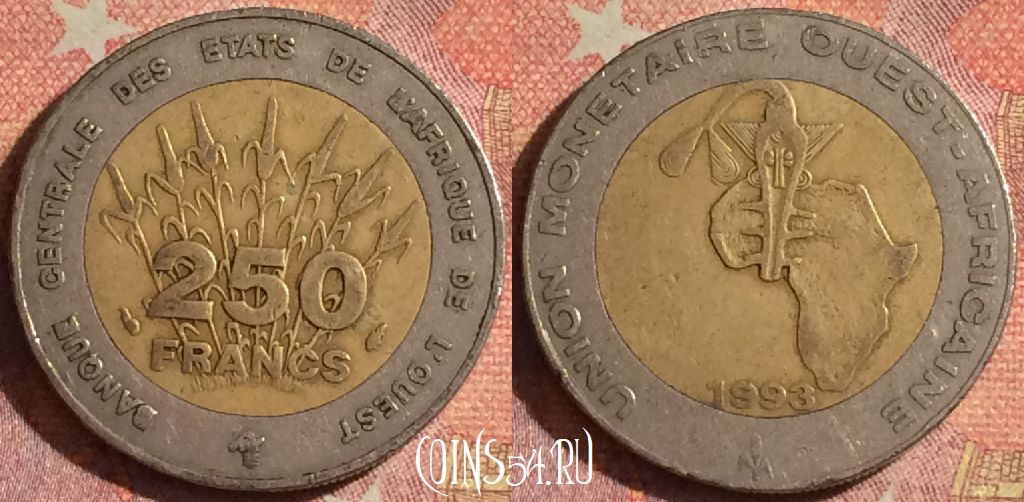 BANQUE CENTRALE DES ETATS DE L'AFRIQUE DE L'OUEST
250
FRANCS
UNION MONETAIRE OUEST-AFRICAINE
1993
COINS54.RU